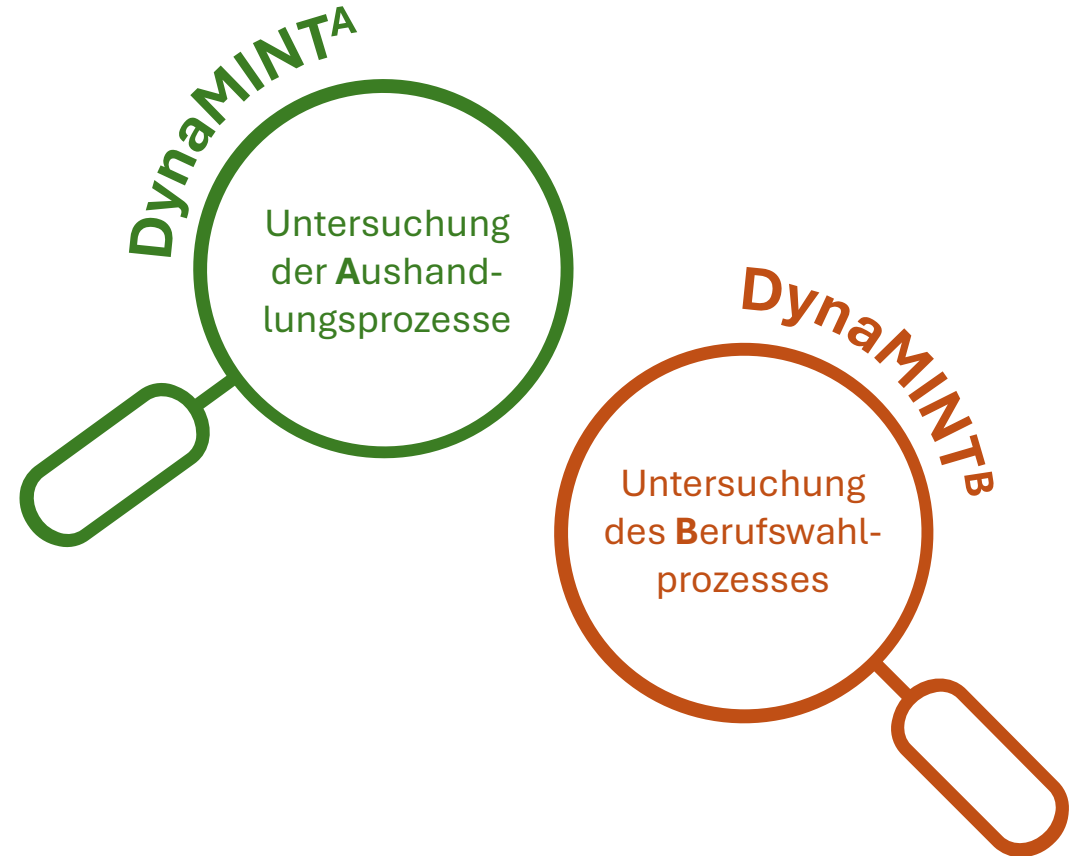 DynaMINTᴬ
Untersuchung
der Aushand-
lungsprozesse
DynaMINTᴮ
Untersuchung
des Berufswahl-
prozesses